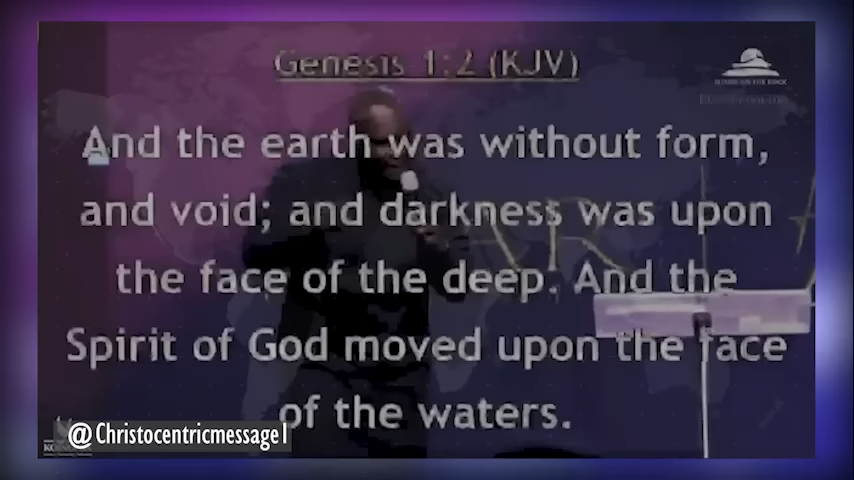 Genesis 1:2 (KJV)
And the earth was without form,
and void; and darkness was upon
the face of the deep. And the
Spirit of God moved upon the face
of the waters.
@Christocentricmessage1